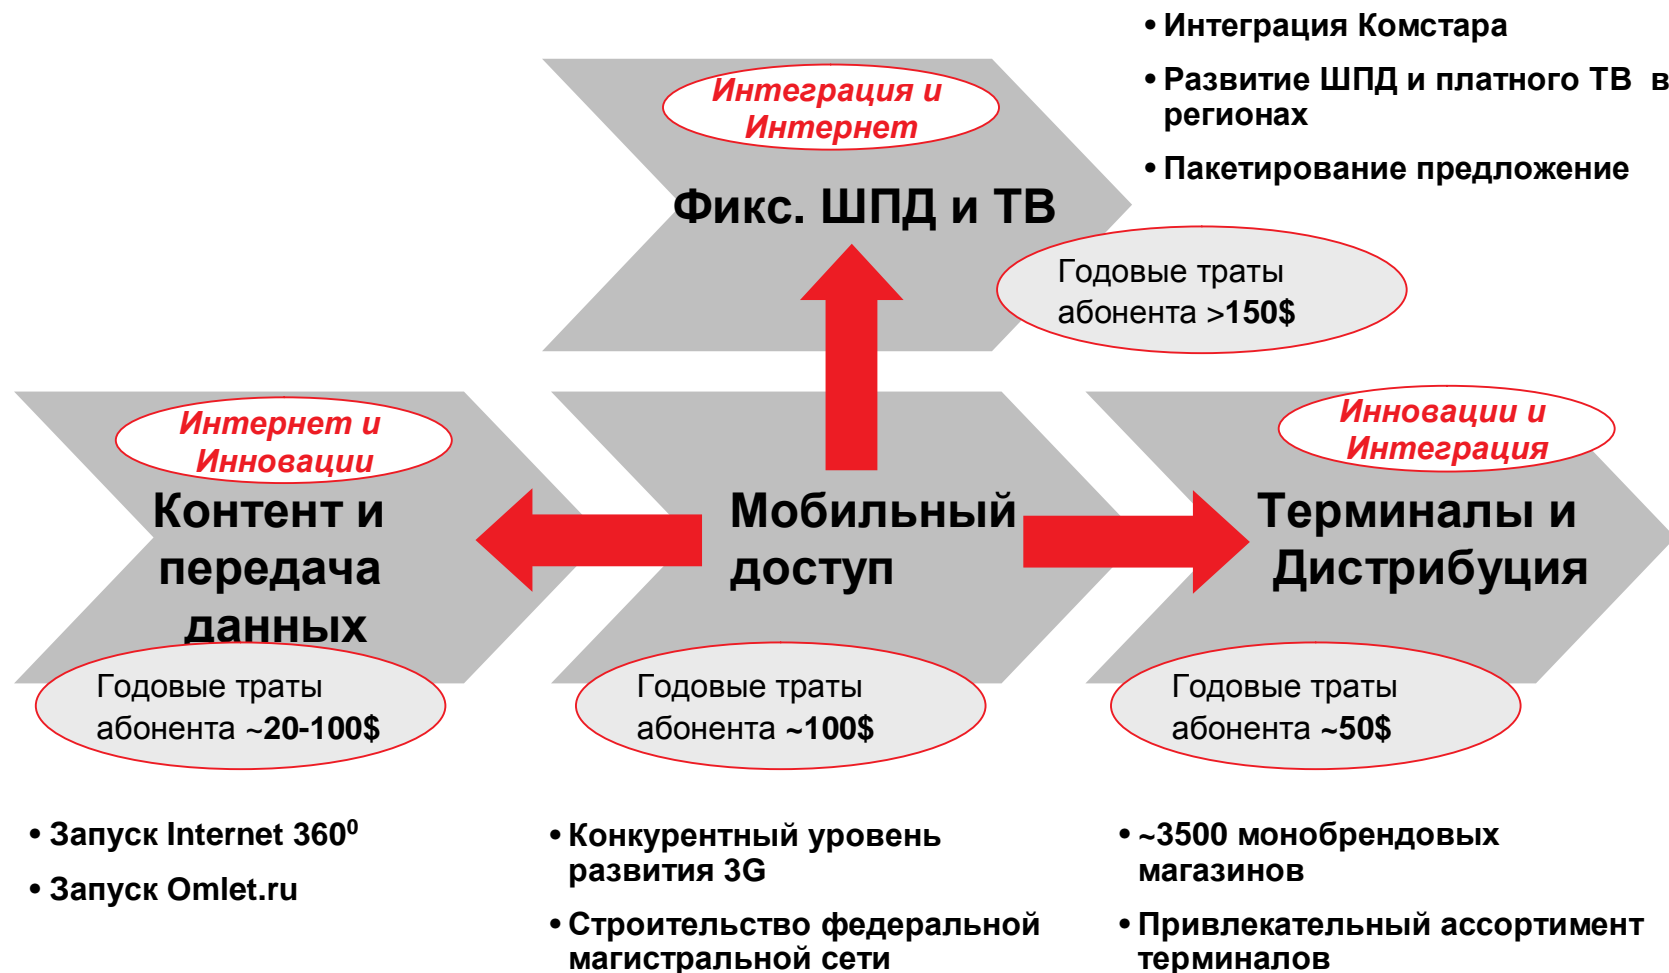 • Интеграция Комстара
• Развитие ШПД и платного ТВ в
регионах
• Пакетирование предложение
Интеграция и
Интернет
Фикс. ШПД и ТВ
Годовые траты
абонента >150$
Интернет и
Инновации
Контент и
передача
данных
Годовые траты
абонента ~20-100$
• Запуск Internet 360⁰
• Запуск Omlet.ru
Мобильный
доступ
Годовые траты
абонента ~100$
• Конкурентный уровень
развития 3G
• Строительство федеральной
магистральной сети
Инновации и
Интеграция
Терминалы и
Дистрибуция
Годовые траты
абонента ~50$
• ~3500 монобрендовых
магазинов
• Привлекательный ассортимент
терминалов